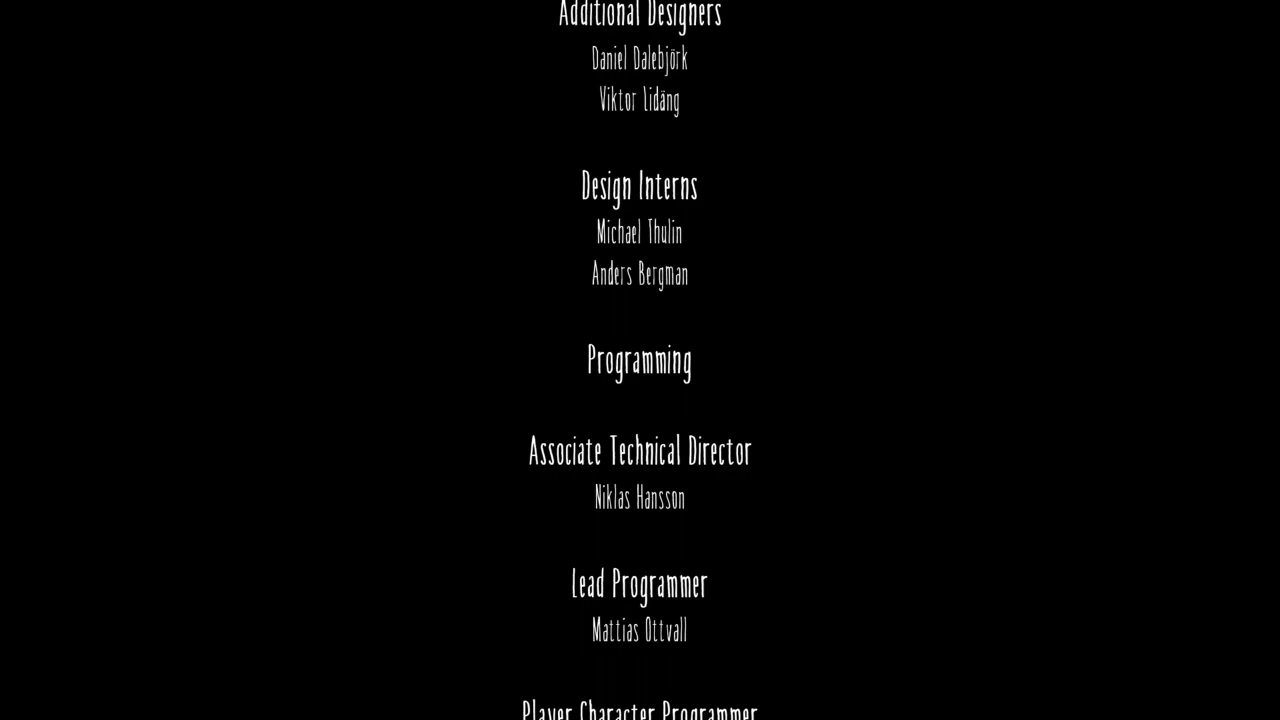 Additional Designers
Daniel Dalebjörk
Viktor Lidäng
Design Interns
Michael Thulin
Anders Bergman
Programming
Associate Technical Director
Niklas Hansson
Lead Programmer
Mattias Ottvall
Player Character Programmer